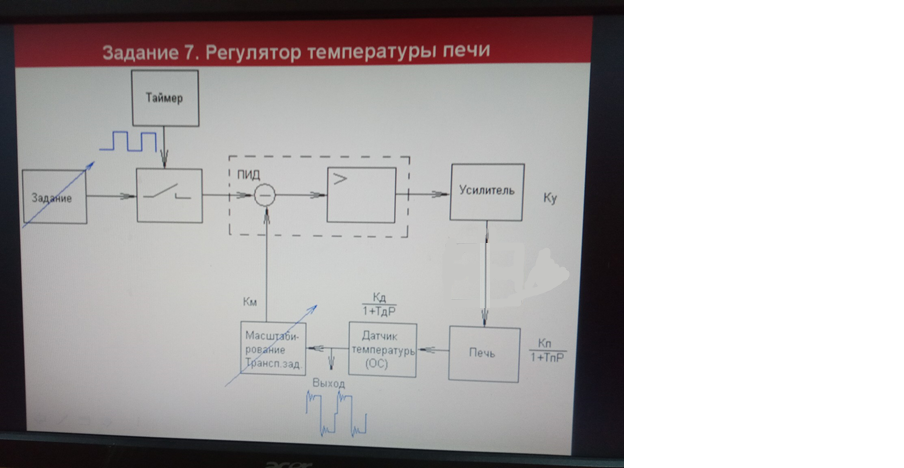 Задание 7. Регулятор температуры печи
Таймер
ПИД
>
Задание
Усилитель
Ку
Км
Кд
1+ТдР
Масштаби-
рование
Трансп.зад.
Датчик
температуры
(ОС)
Печь
Кп
1+ТпР
Выход
acer